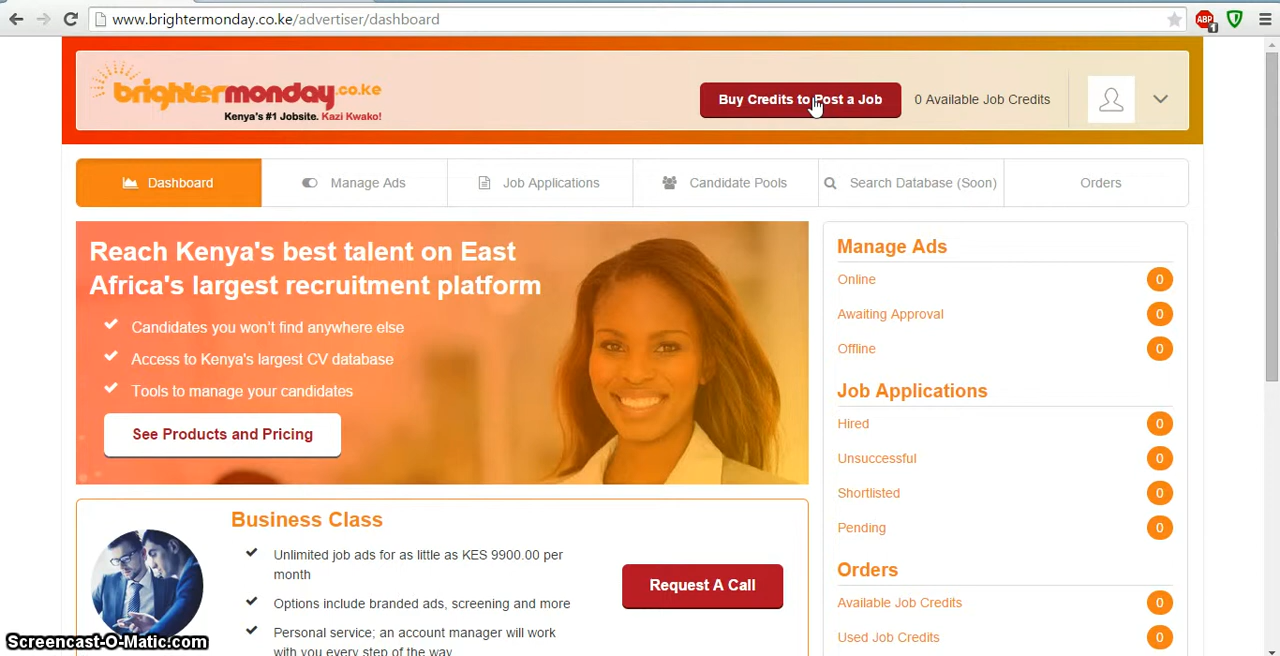 www.brightermonday.co.ke/advertiser/dashboard
ABP
1
brightermonday.co.ke
Kenya's #1 Jobsite. Kazi Kwako!
Buy Credits to Post a Job
0 Available Job Credits
Dashboard
Manage Ads
Job Applications
Candidate Pools
Search Database (Soon)
Orders
Reach Kenya's best talent on East
Africa's largest recruitment platform
Candidates you won't find anywhere else
Access to Kenya's largest CV database
Tools to manage your candidates
See Products and Pricing
Business Class
Unlimited job ads for as little as KES 9900.00 per
month
Options include branded ads, screening and more
Personal service; an account manager will work
with you every step of the way
Request A Call
Manage Ads
Online 0
Awaiting Approval 0
Offline 0
Job Applications
Hired 0
Unsuccessful 0
Shortlisted 0
Pending 0
Orders
Available Job Credits 0
Used Job Credits 0
Screencast-O-Matic.com